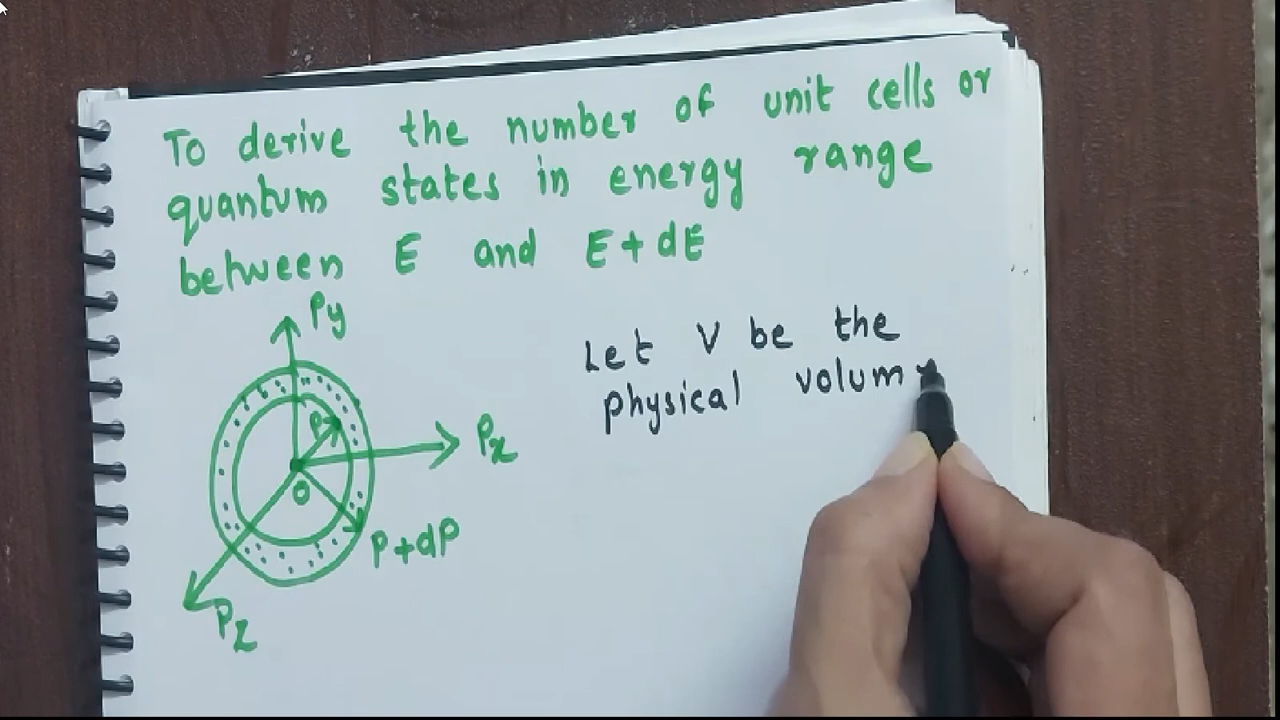 To derive the number of unit cells or
quantum states in energy range
between E and E+dE
Py
P
Px
O
P+dP
Pz
Let V be the
physical volum